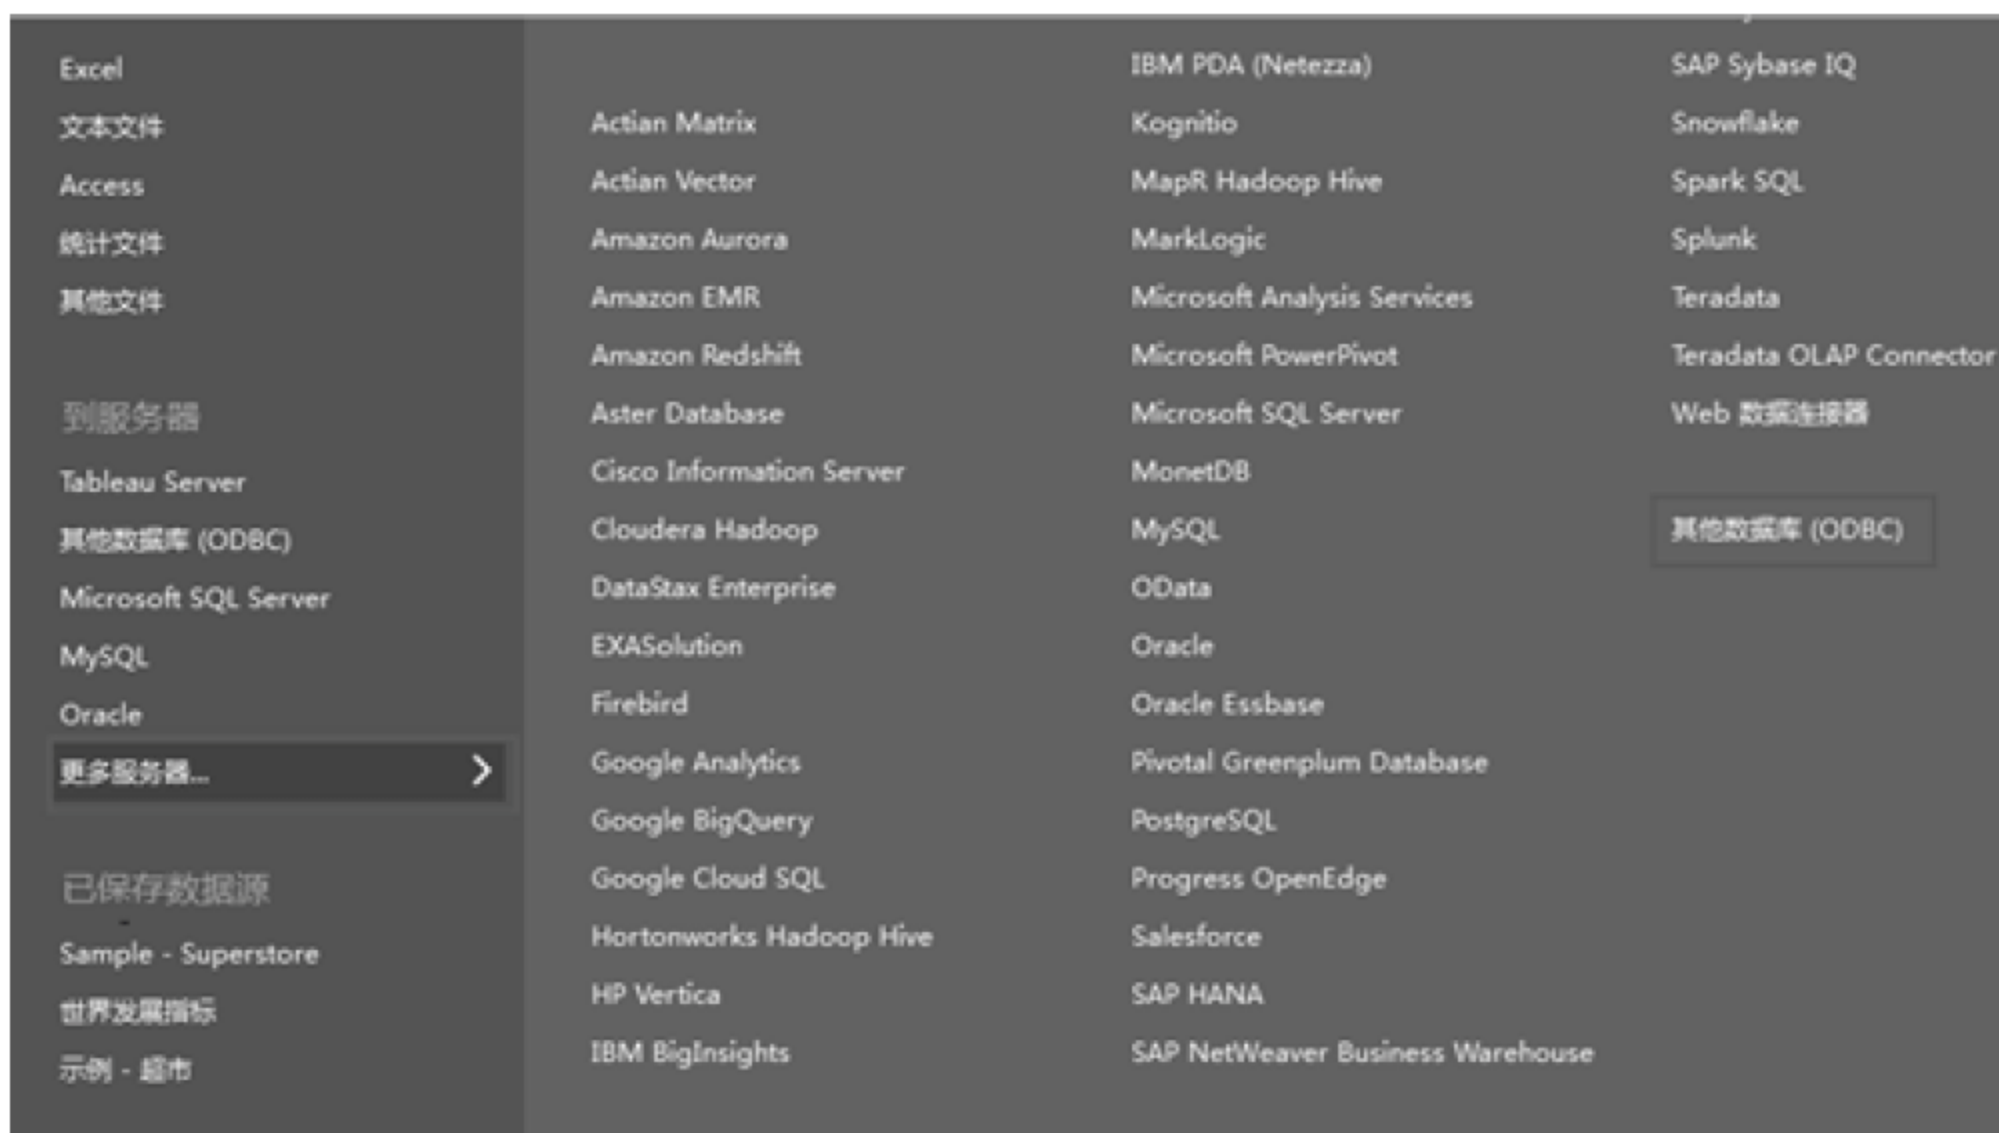 Excel
文本文件
Access
统计文件
其他文件
到服务器
Tableau Server
其他数据库 (ODBC)
Microsoft SQL Server
MySQL
Oracle
更多服务器...
已保存数据源
Sample - Superstore
世界发展指标
示例 - 超市
Actian Matrix
Actian Vector
Amazon Aurora
Amazon EMR
Amazon Redshift
Aster Database
Cisco Information Server
Cloudera Hadoop
DataStax Enterprise
EXASolution
Firebird
Google Analytics
Google BigQuery
Google Cloud SQL
Hortonworks Hadoop Hive
HP Vertica
IBM BigInsights
IBM PDA (Netezza)
Kognitio
MapR Hadoop Hive
MarkLogic
Microsoft Analysis Services
Microsoft PowerPivot
Microsoft SQL Server
MonetDB
MySQL
OData
Oracle
Oracle Essbase
Pivotal Greenplum Database
PostgreSQL
Progress OpenEdge
Salesforce
SAP HANA
SAP NetWeaver Business Warehouse
SAP Sybase IQ
Snowflake
Spark SQL
Splunk
Teradata
Teradata OLAP Connector
Web 数据连接器
其他数据库 (ODBC)